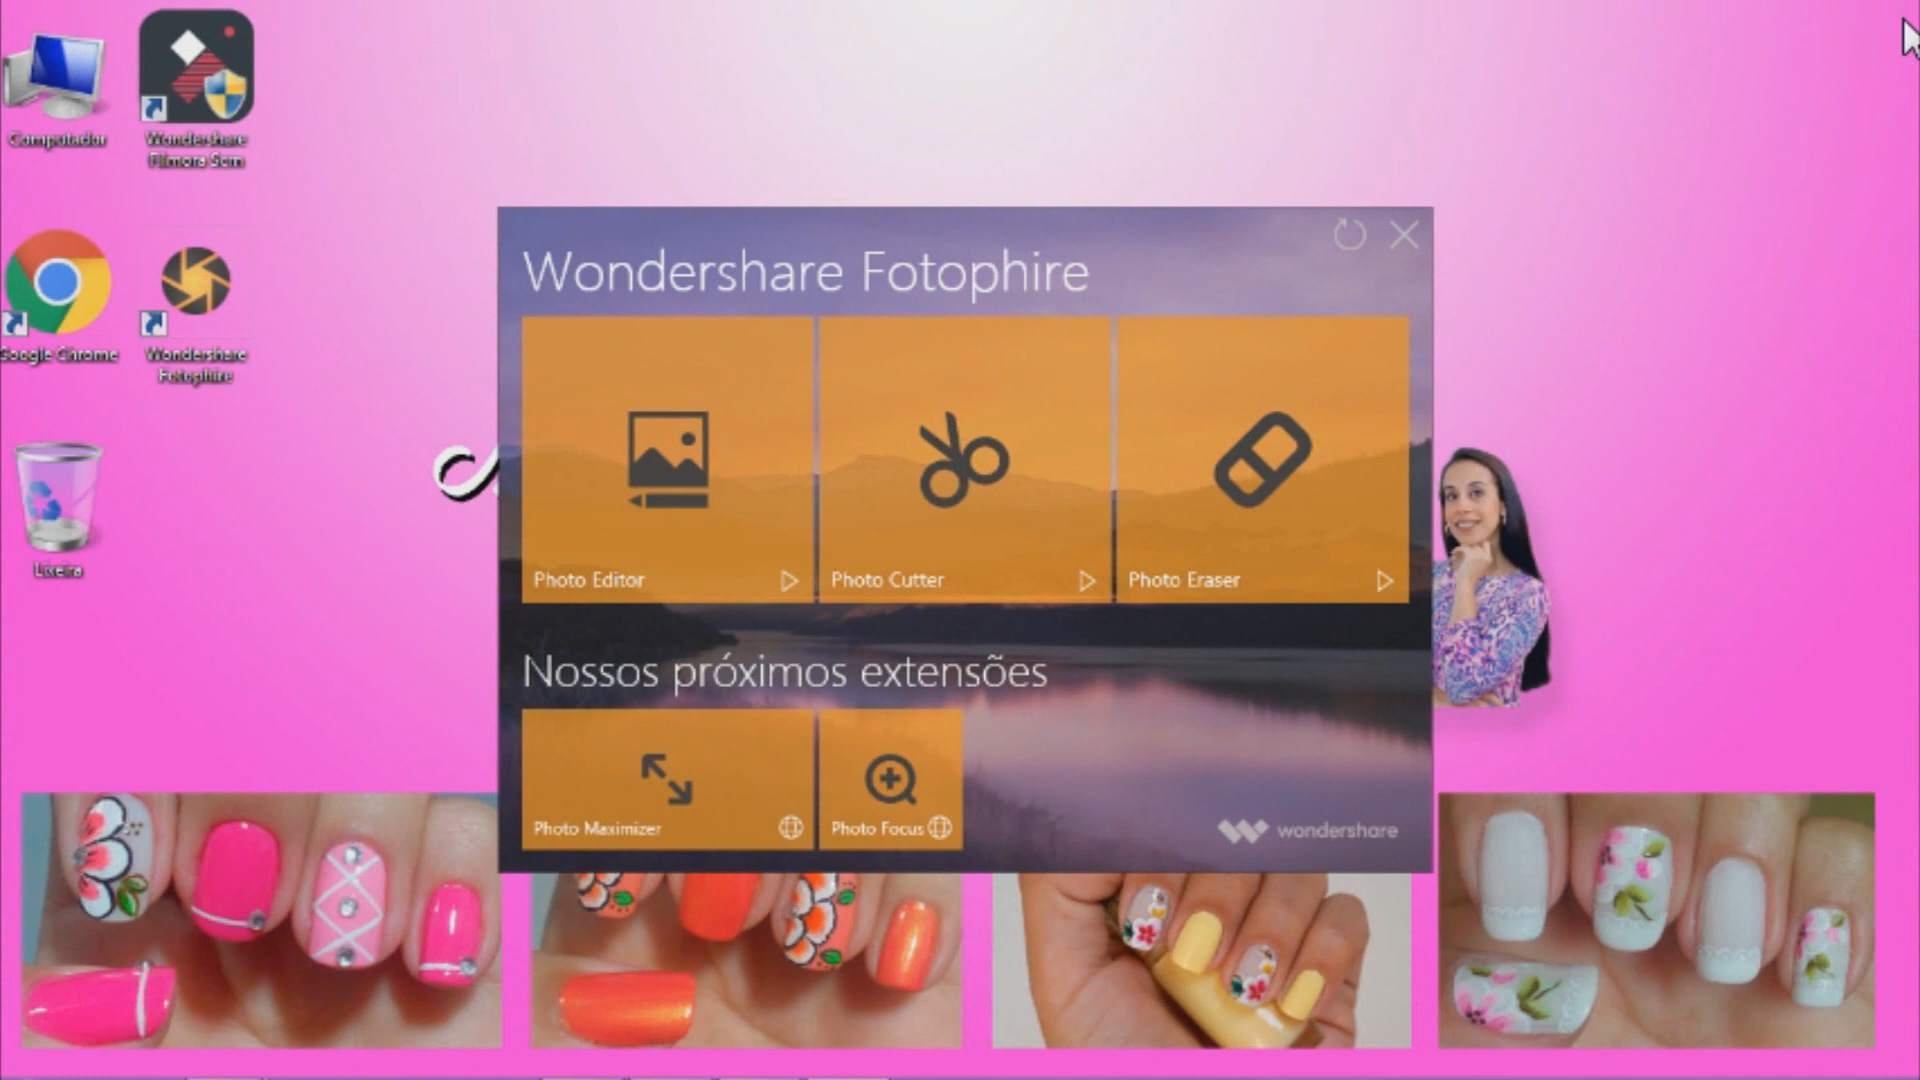 Computador
Wondershare
Filmora Scrn
Google Chrome
Wondershare
Fotophire
Lixeira
Wondershare Fotophire
Photo Editor
Photo Cutter
Photo Eraser
Nossos próximos extensões
Photo Maximizer
Photo Focus
wondershare